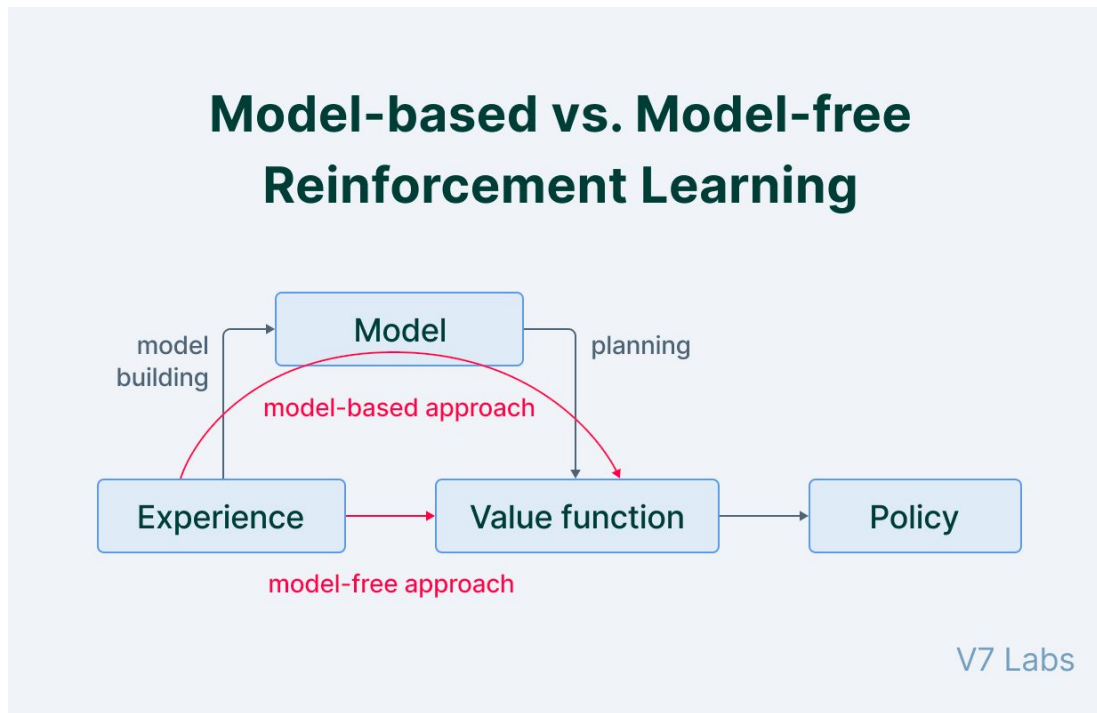 Model-based vs. Model-free
Reinforcement Learning
Model
model
building
planning
model-based approach
Experience
Value function
Policy
model-free approach
V7 Labs